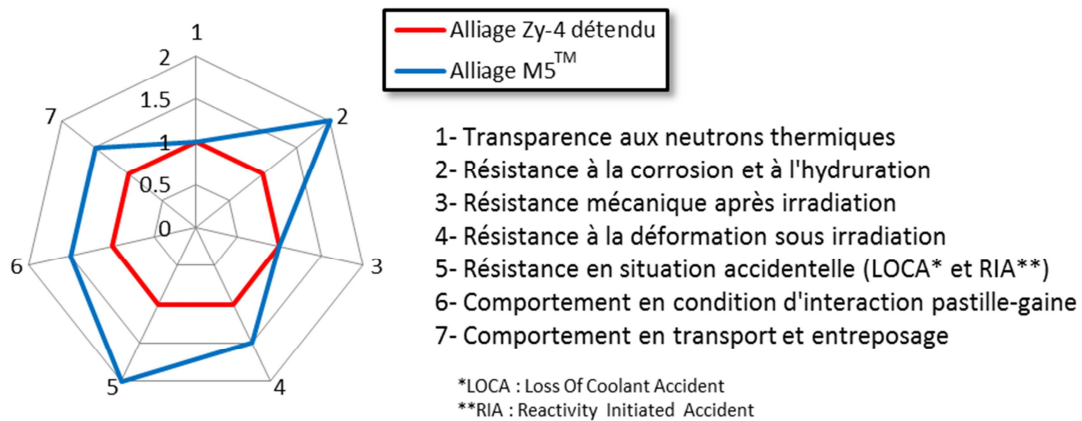 Alliage Zy-4 détendu
Alliage M5™
1
2
1.5
1
0.5
0
2
3
4
5
6
7
1- Transparence aux neutrons thermiques
2- Résistance à la corrosion et à l'hydruration
3- Résistance mécanique après irradiation
4- Résistance à la déformation sous irradiation
5- Résistance en situation accidentelle (LOCA* et RIA**)
6- Comportement en condition d'interaction pastille-gaine
7- Comportement en transport et entreposage
*LOCA : Loss Of Coolant Accident
**RIA : Reactivity Initiated Accident